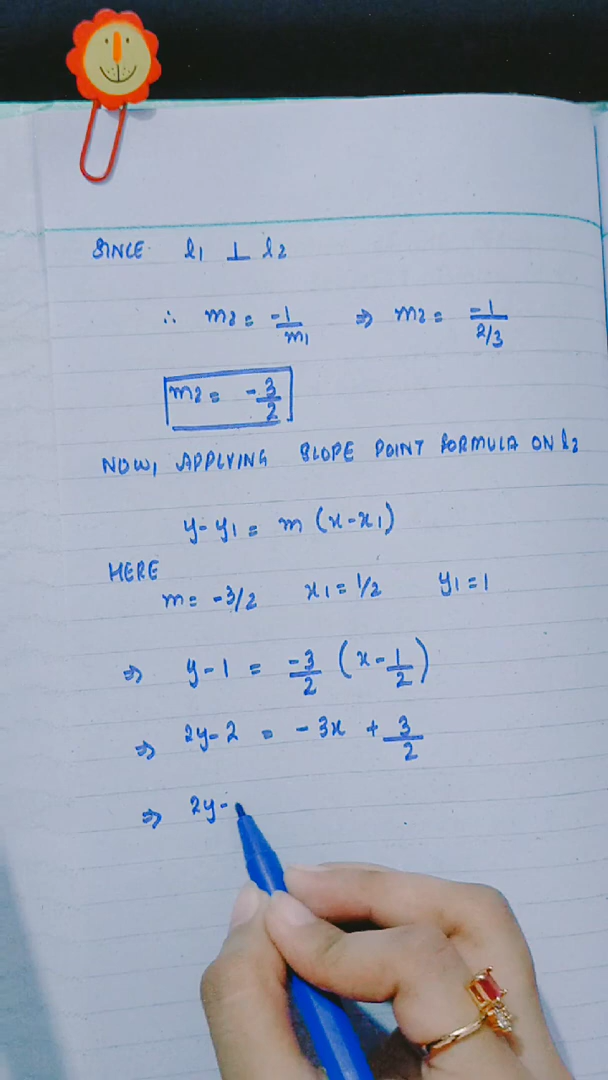 SINCE l1 ⊥ l2
∴ m2 = -1/m1 ⇒ m2 = -1/2/3
m2 = -3/2
NOW, APPLYING SLOPE POINT FORMULA ON l2
y-y1 = m (x-x1)
HERE
m = -3/2 x1 = 1/2 y1 = 1
⇒ y-1 = -3/2 (x-1/2)
⇒ 2y-2 = -3x + 3/2
⇒ 2y-